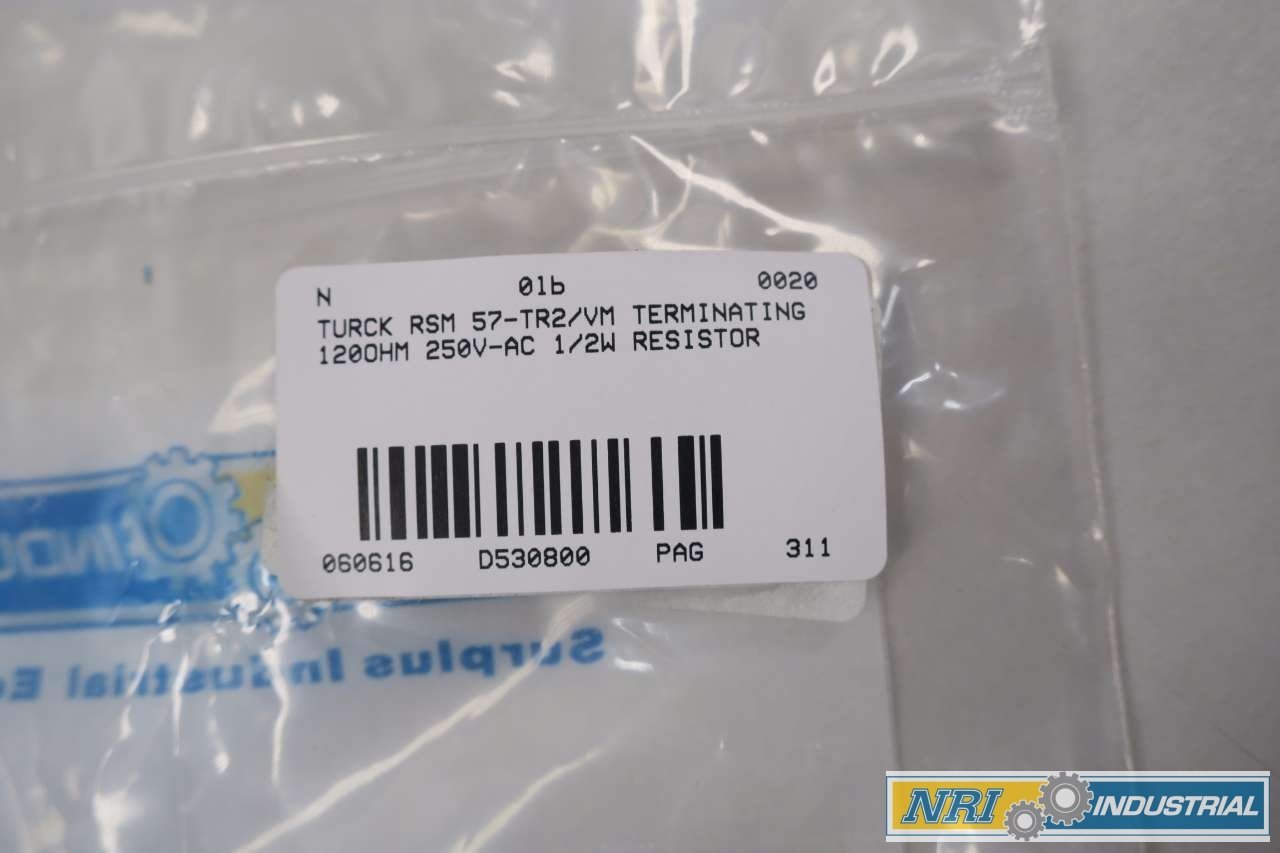 N 01b 0020
TURCK RSM 57-TR2/VM TERMINATING
120OHM 250V-AC 1/2W RESISTOR
060616 D530800 PAG 311
INDU
Surplus Industrial E
NRI INDUSTRIAL